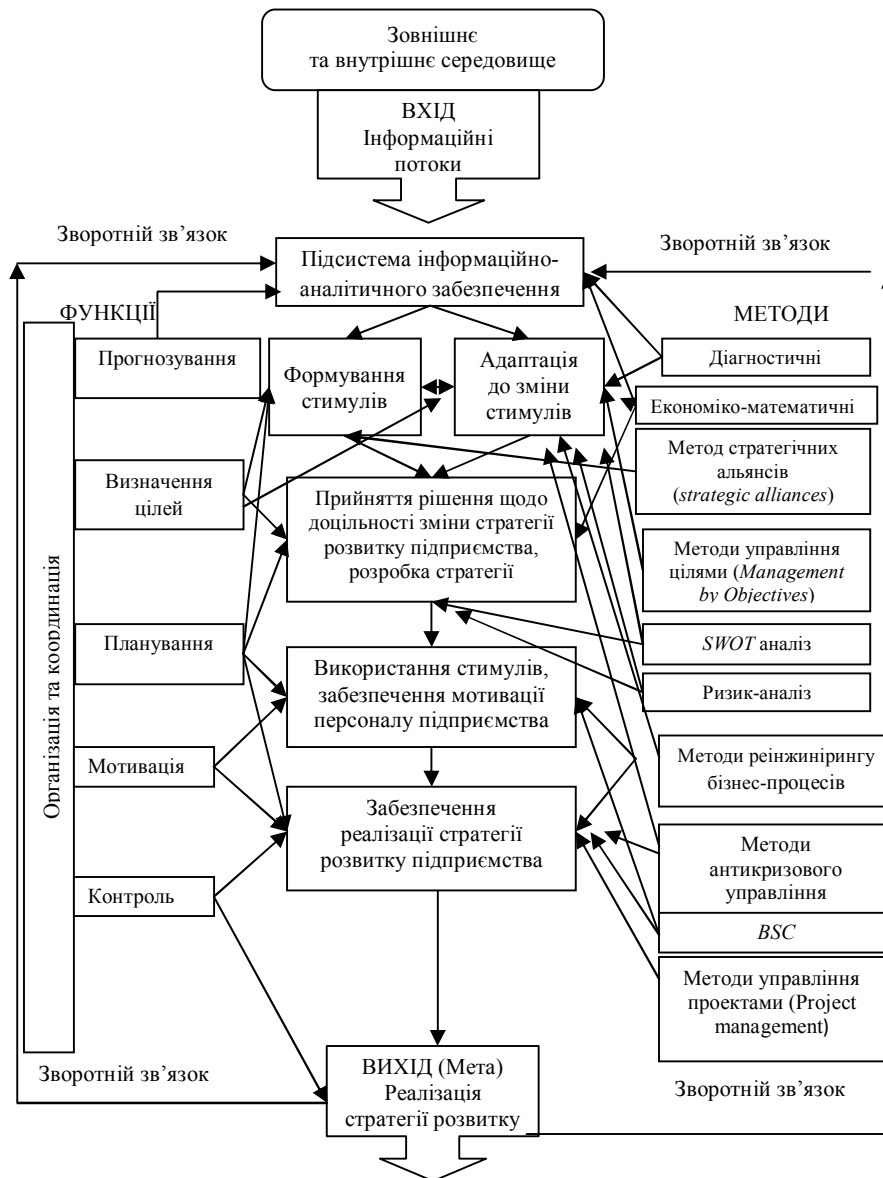 Зовнішнє
та внутрішнє середовище
ВХІД
Інформаційні
потоки
Зворотній зв’язок
Зворотній зв’язок
Підсистема інформаційно-
аналітичного забезпечення
ФУНКЦІЇ
МЕТОДИ
Організація та координація
Прогнозування
Формування
стимулів
Адаптація
до зміни
стимулів
Діагностичні
Економіко-математичні
Метод стратегічних
альянсів
(strategic alliances)
Визначення
цілей
Прийняття рішення щодо
доцільності зміни стратегії
розвитку підприємства,
розробка стратегії
Методи управління
цілями (Management
by Objectives)
Планування
SWOT аналіз
Використання стимулів,
забезпечення мотивації
персоналу підприємства
Ризик-аналіз
Мотивація
Методи реінжинірингу
бізнес-процесів
Забезпечення
реалізації стратегії
розвитку підприємства
Методи
антикризового
управління
Контроль
BSC
Методи управління
проектами (Project
management)
Зворотній зв’язок
ВИХІД (Мета)
Реалізація
стратегії розвитку
Зворотній зв’язок